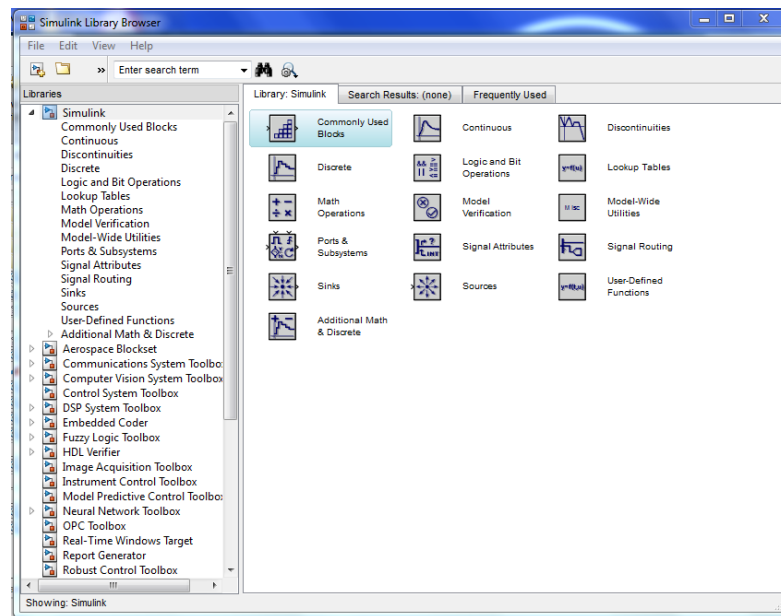 Simulink Library Browser
File Edit View Help
» Enter search term
Libraries
Simulink
Commonly Used Blocks
Continuous
Discontinuities
Discrete
Logic and Bit Operations
Lookup Tables
Math Operations
Model Verification
Model-Wide Utilities
Ports & Subsystems
Signal Attributes
Signal Routing
Sinks
Sources
User-Defined Functions
Additional Math & Discrete
Aerospace Blockset
Communications System Toolbo
Computer Vision System Toolbox
Control System Toolbox
DSP System Toolbox
Embedded Coder
Fuzzy Logic Toolbox
HDL Verifier
Image Acquisition Toolbox
Instrument Control Toolbox
Model Predictive Control Toolbo
Neural Network Toolbox
OPC Toolbox
Real-Time Windows Target
Report Generator
Robust Control Toolbox
Library: Simulink Search Results: (none) Frequently Used
Commonly Used
Blocks
Continuous
Discontinuities
Discrete
Logic and Bit
Operations
y=f(u)
Lookup Tables
Math
Operations
Model
Verification
Model-Wide
Utilities
Ports &
Subsystems
Signal Attributes
Signal Routing
Sinks
Sources
User-Defined
Functions
Additional Math
& Discrete
Showing: Simulink